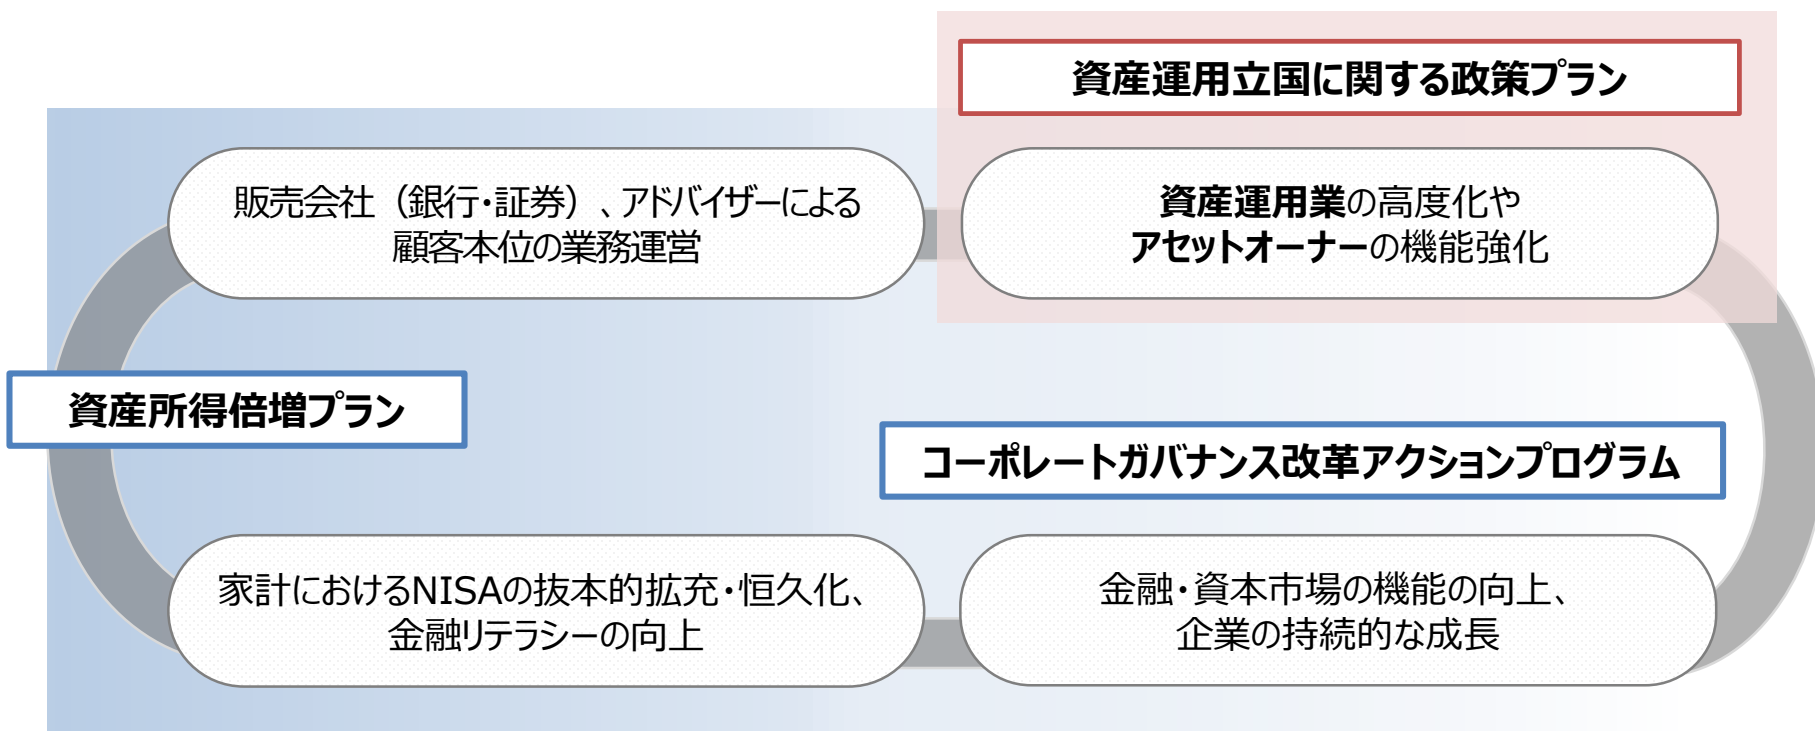 資産運用立国に関する政策プラン
販売会社（銀行・証券）、アドバイザーによる
顧客本位の業務運営
資産運用業の高度化や
アセットオーナーの機能強化
資産所得倍増プラン
コーポレートガバナンス改革アクションプログラム
家計におけるNISAの抜本的拡充・恒久化、
金融リテラシーの向上
金融・資本市場の機能の向上、
企業の持続的な成長